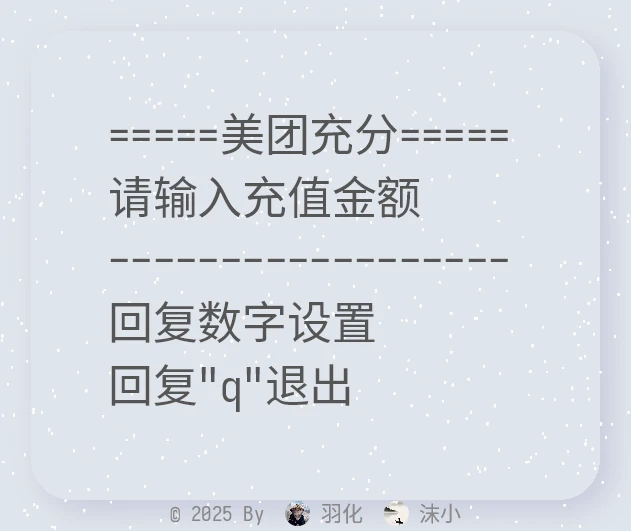 =====美团充分=====
请输入充值金额
------------------
回复数字设置
回复"q"退出
© 2025 By 羽化 沫小